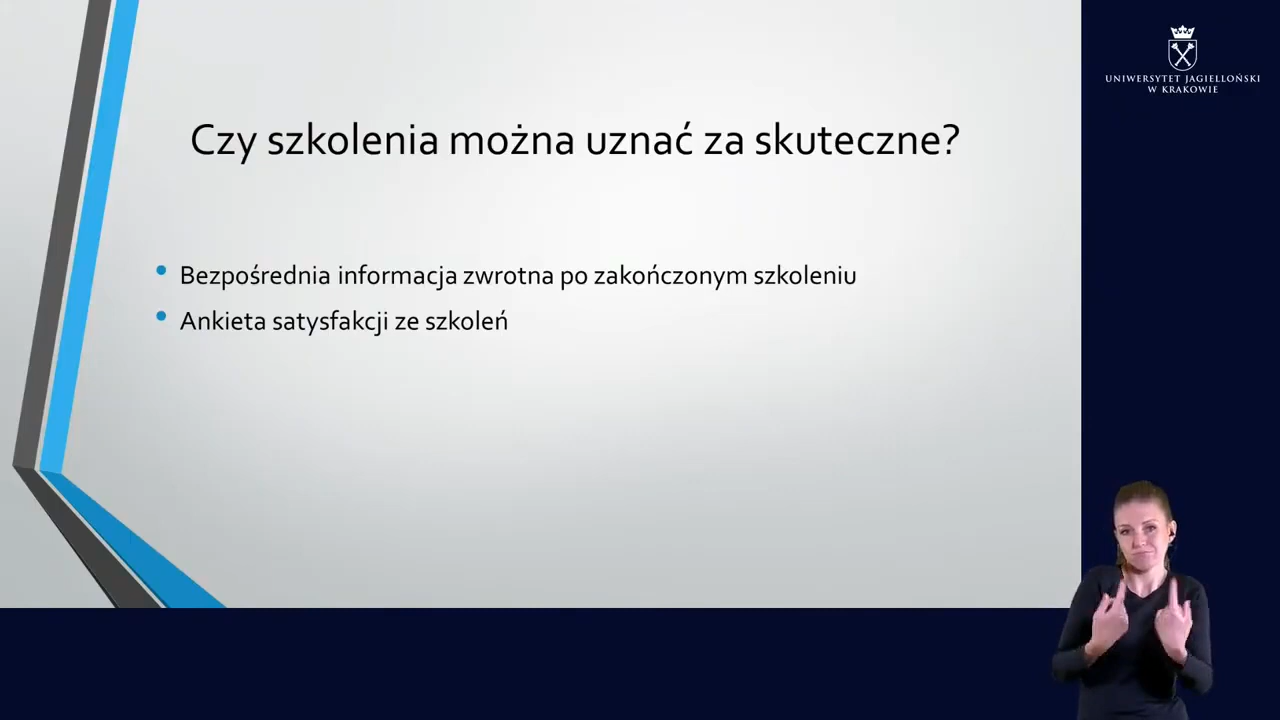 UNIWERSYTET JAGIELLOŃSKI
W KRAKOWIE
Czy szkolenia można uznać za skuteczne?
• Bezpośrednia informacja zwrotna po zakończonym szkoleniu
• Ankieta satysfakcji ze szkoleń